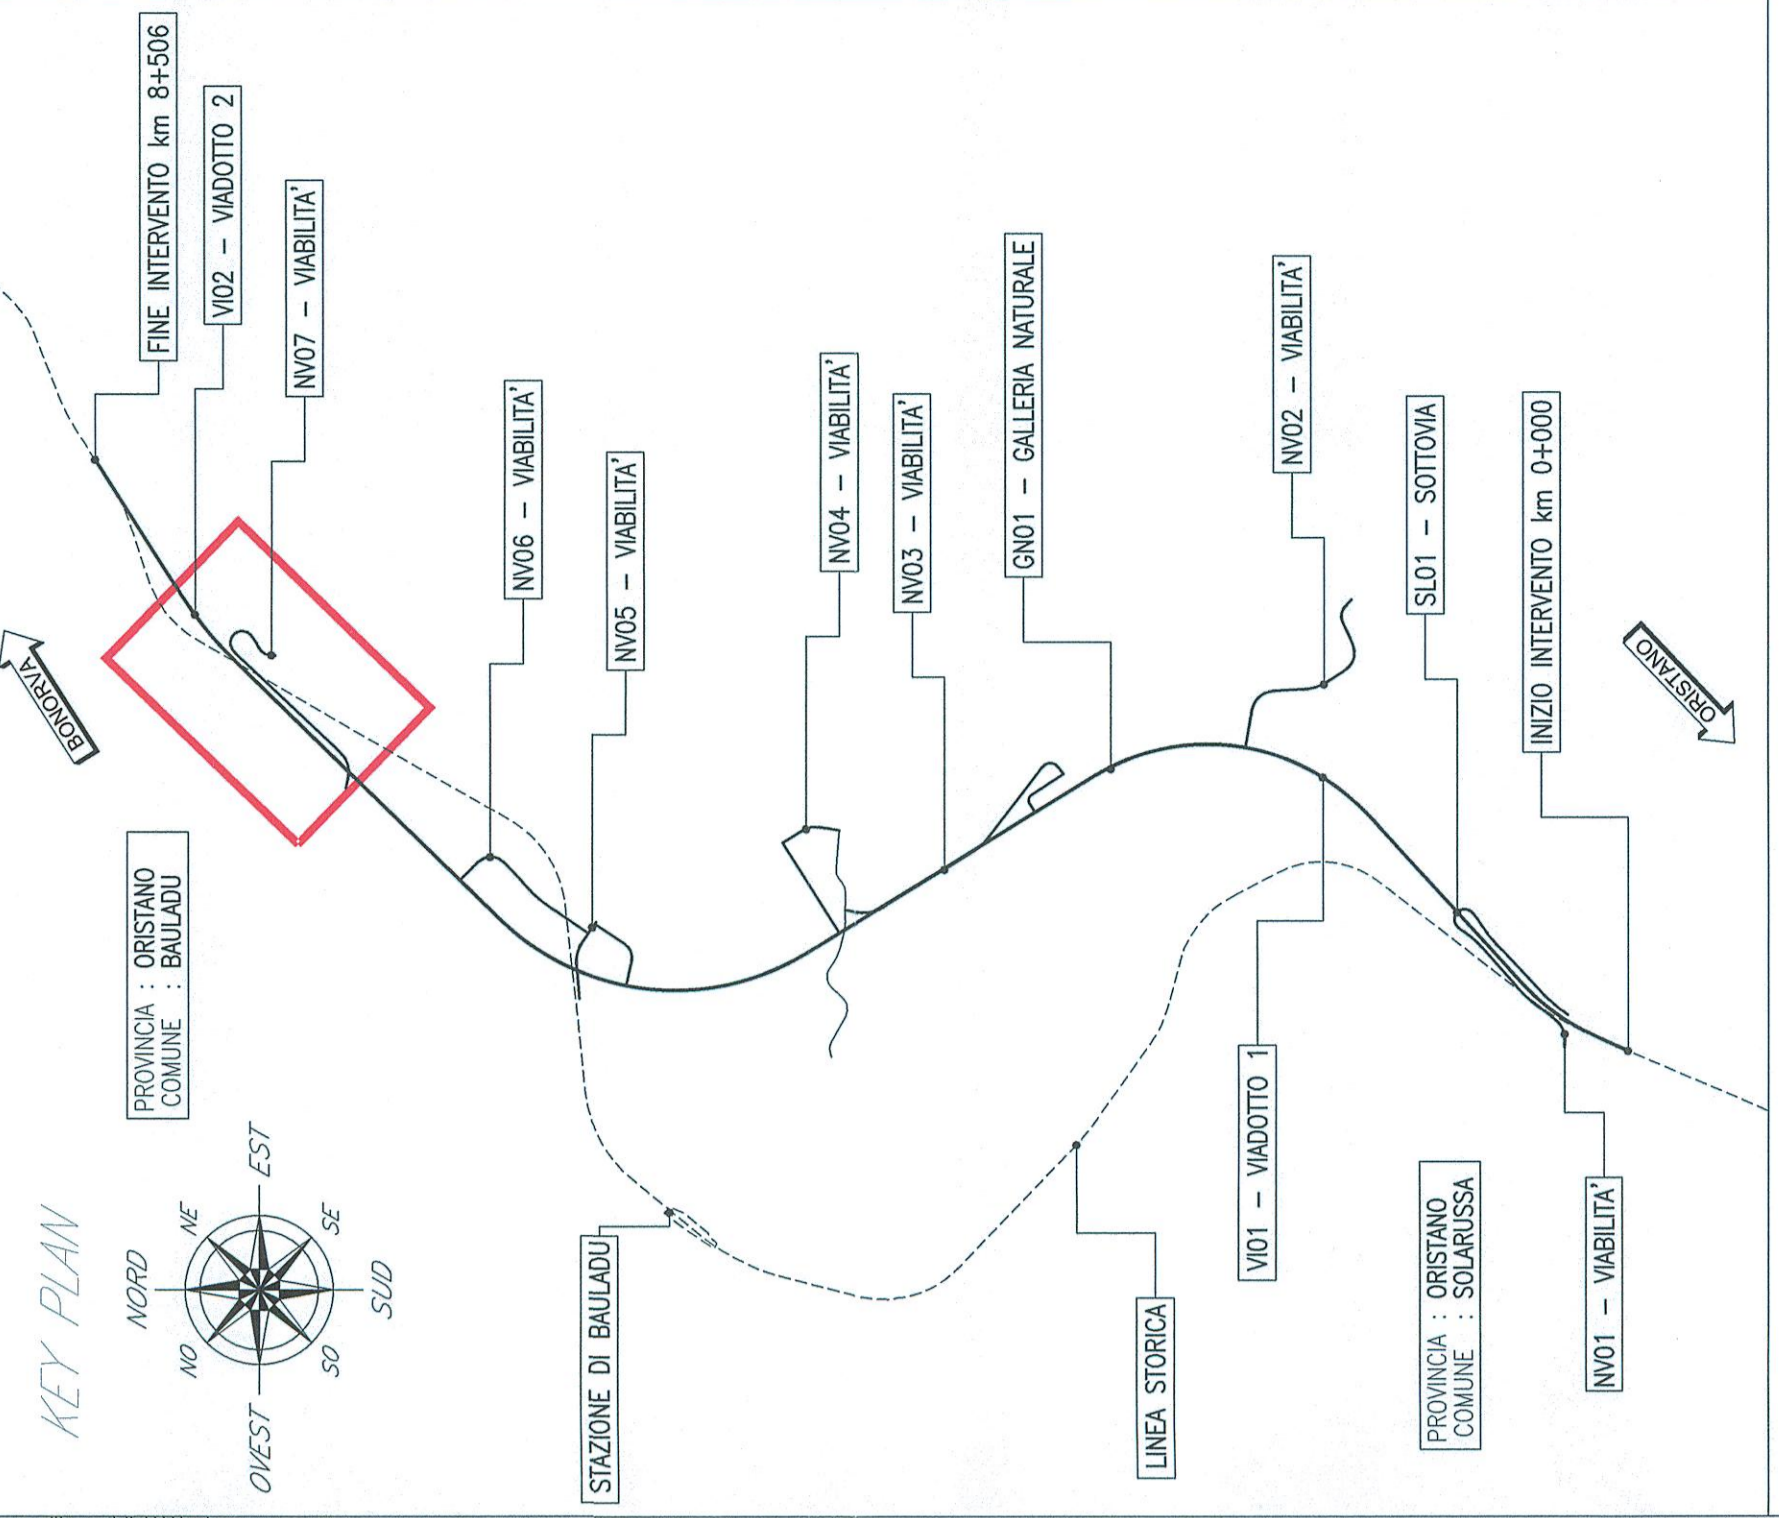 KEY PLAN
NORD
NE
EST
SE
SUD
SO
OVEST
NO
PROVINCIA : ORISTANO
COMUNE : BAULADU
BONORVA
FINE INTERVENTO km 8+506
VI02 - VIADOTTO 2
NV07 - VIABILITA'
NV06 - VIABILITA'
NV05 - VIABILITA'
STAZIONE DI BAULADU
NV04 - VIABILITA'
NV03 - VIABILITA'
GN01 - GALLERIA NATURALE
LINEA STORICA
NV02 - VIABILITA'
VI01 - VIADOTTO 1
SL01 - SOTTOVIA
PROVINCIA : ORISTANO
COMUNE : SOLARUSSA
INIZIO INTERVENTO km 0+000
NV01 - VIABILITA'
ORISTANO